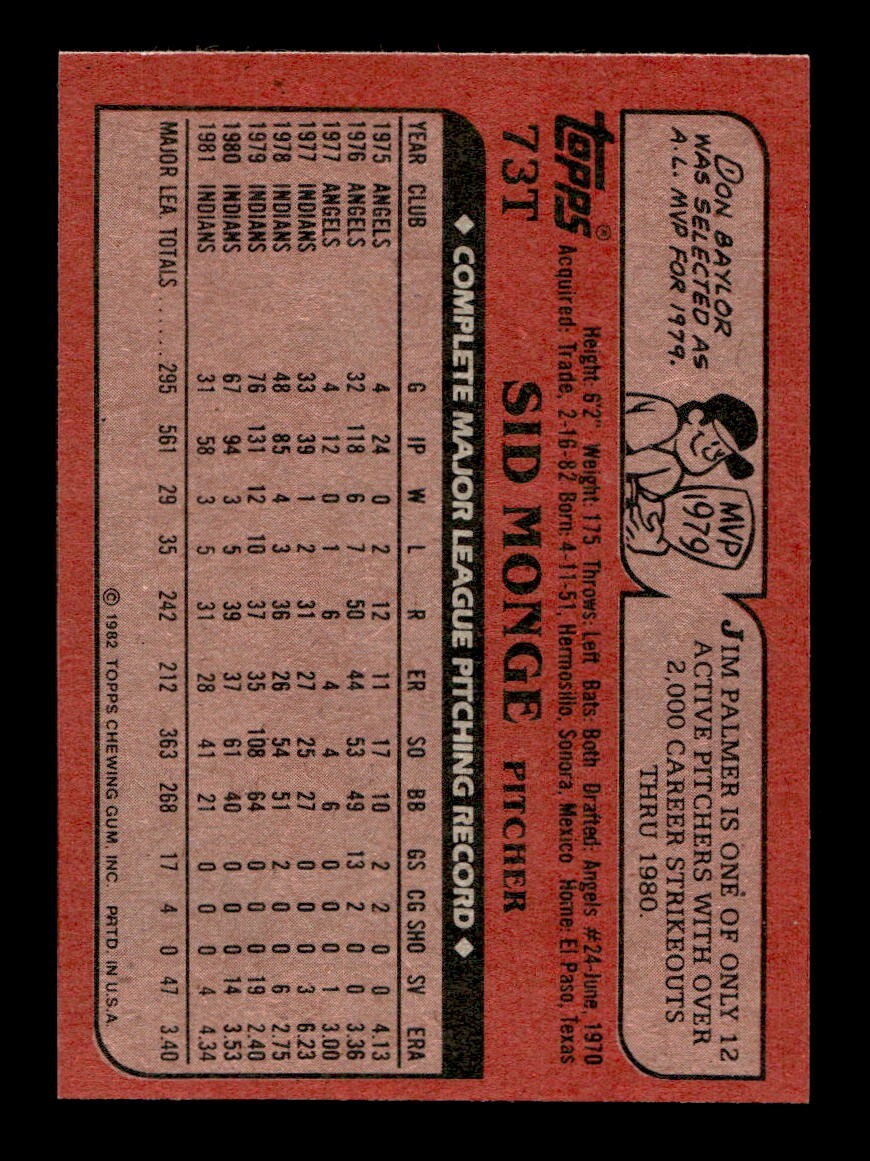 DON BAYLOR
WAS SELECTED AS
A.L. MVP FOR 1979.
MVP
1979
JIM PALMER IS ONE OF ONLY 12
ACTIVE PITCHERS WITH OVER
2,000 CAREER STRIKEOUTS
THRU 1980.
topps®
73T
SID MONGE PITCHER
Height: 6'2" Weight: 175 Throws: Left Bats: Both Drafted: Angels #24-June, 1970
Acquired: Trade, 2-16-82 Born: 4-11-51, Hermosillo, Sonora, Mexico Home: El Paso, Texas
◆ COMPLETE MAJOR LEAGUE PITCHING RECORD ◆
YEAR CLUB G IP W L R ER SO BB GS CG SHO SV ERA
1975 ANGELS 4 24 0 2 12 11 17 10 2 2 0 0 4.13
1976 ANGELS 32 118 6 7 50 44 53 49 13 2 0 0 3.36
1977 ANGELS 4 12 0 1 6 4 4 6 0 0 0 1 3.00
1977 INDIANS 33 39 1 2 31 27 25 27 0 0 0 3 6.23
1978 INDIANS 48 85 4 3 36 26 54 51 2 0 0 6 2.75
1979 INDIANS 76 131 12 10 37 35 108 64 0 0 0 19 2.40
1980 INDIANS 67 94 3 5 39 37 61 40 0 0 0 14 3.53
1981 INDIANS 31 58 3 5 31 28 41 21 0 0 0 4 4.34
MAJOR LEA TOTALS...... 295 561 29 35 242 212 363 268 17 4 0 47 3.40
© 1982 TOPPS CHEWING GUM, INC. PRTD. IN U.S.A.